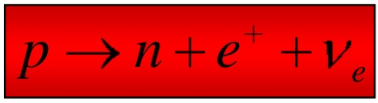 p → n + e⁺ + νₑ